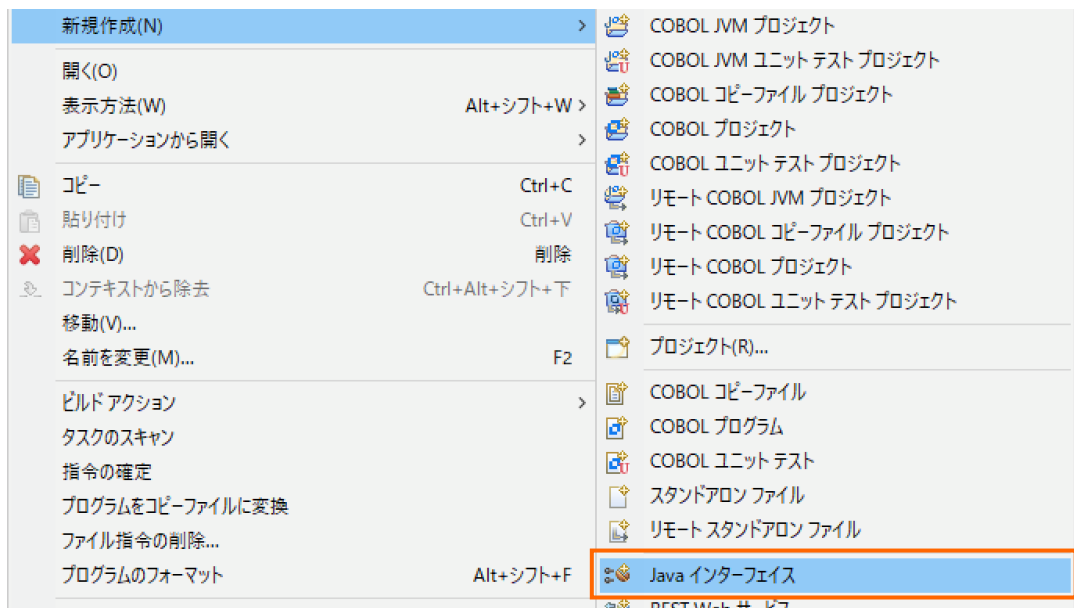 新規作成(N)
開く(O)
表示方法(W) Alt+シフト+W
アプリケーションから開く
コピー Ctrl+C
貼り付け Ctrl+V
削除(D) 削除
コンテキストから除去 Ctrl+Alt+シフト+下
移動(V)...
名前を変更(M)... F2
ビルド アクション
タスクのスキャン
指令の確定
プログラムをコピーファイルに変換
ファイル指令の削除...
プログラムのフォーマット Alt+シフト+F
COBOL JVM プロジェクト
COBOL JVM ユニット テスト プロジェクト
COBOL コピーファイル プロジェクト
COBOL プロジェクト
COBOL ユニット テスト プロジェクト
リモート COBOL JVM プロジェクト
リモート COBOL コピーファイル プロジェクト
リモート COBOL プロジェクト
リモート COBOL ユニット テスト プロジェクト
プロジェクト(R)...
COBOL コピーファイル
COBOL プログラム
COBOL ユニット テスト
スタンドアロン ファイル
リモート スタンドアロン ファイル
Java インターフェイス
REST Web サービス